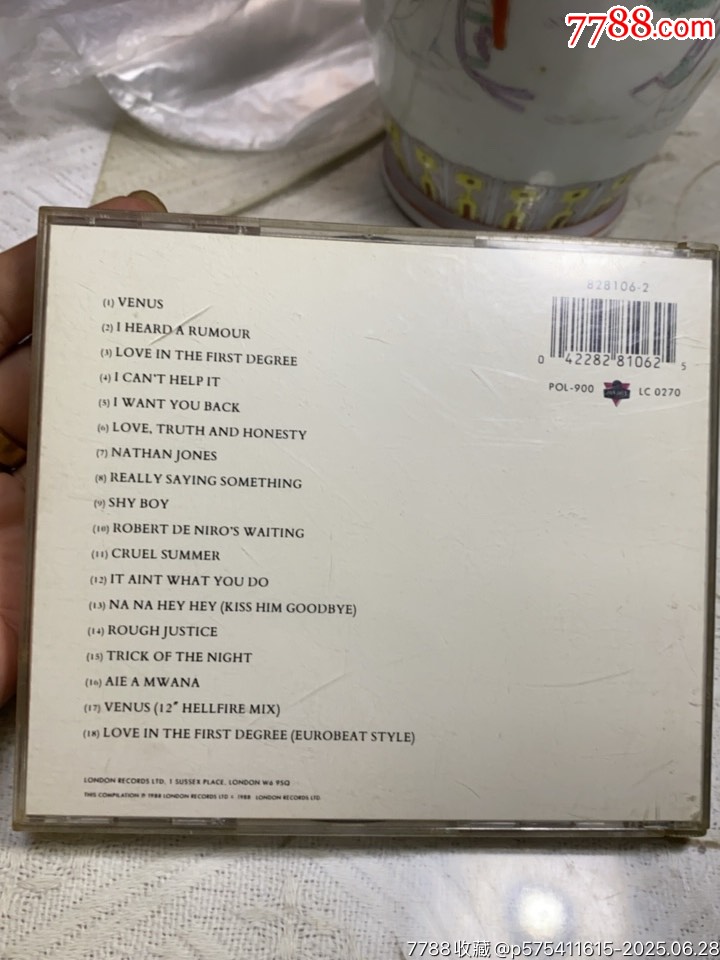 7788.com
828106-2
0 42282 81062 5
POL-900 LC 0270
(1) VENUS
(2) I HEARD A RUMOUR
(3) LOVE IN THE FIRST DEGREE
(4) I CAN'T HELP IT
(5) I WANT YOU BACK
(6) LOVE, TRUTH AND HONESTY
(7) NATHAN JONES
(8) REALLY SAYING SOMETHING
(9) SHY BOY
(10) ROBERT DE NIRO'S WAITING
(11) CRUEL SUMMER
(12) IT AINT WHAT YOU DO
(13) NA NA HEY HEY (KISS HIM GOODBYE)
(14) ROUGH JUSTICE
(15) TRICK OF THE NIGHT
(16) AIE A MWANA
(17) VENUS (12″ HELLFIRE MIX)
(18) LOVE IN THE FIRST DEGREE (EUROBEAT STYLE)
LONDON RECORDS LTD, 1 SUSSEX PLACE, LONDON W6 9SQ
THIS COMPILATION ℗ 1988 LONDON RECORDS LTD © 1988 LONDON RECORDS LTD.
7788收藏 @p575411615-2025.06.28